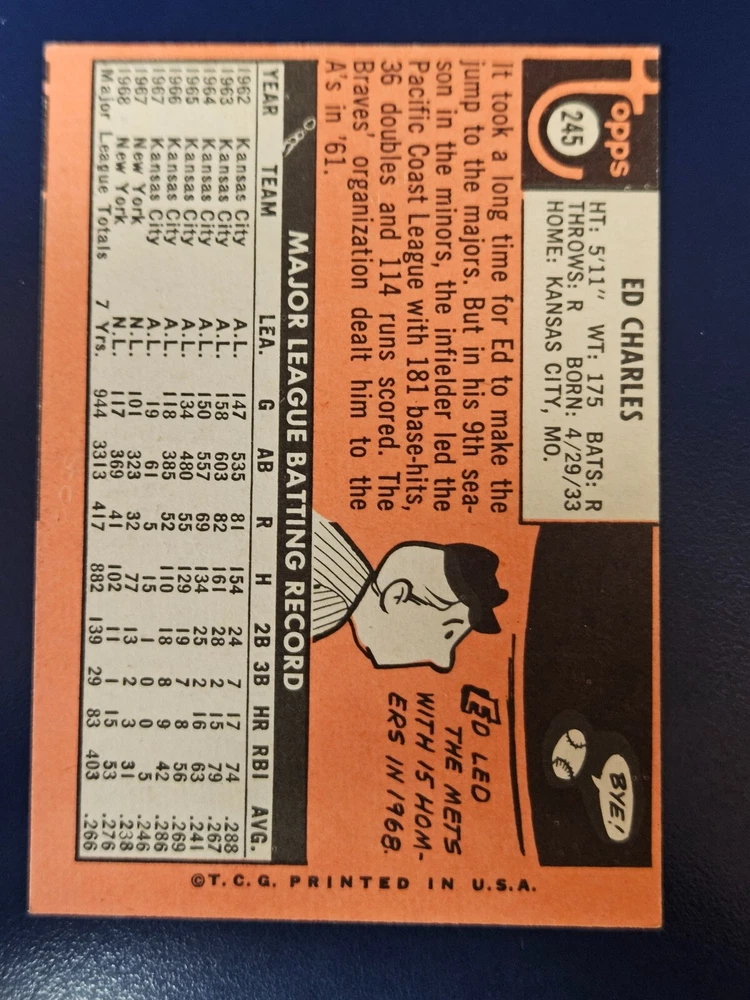 Topps
245
ED CHARLES
HT: 5'11" WT: 175 BATS: R
THROWS: R BORN: 4/29/33
HOME: KANSAS CITY, MO.
It took a long time for Ed to make the
jump to the majors. But in his 9th sea-
son in the minors, the infielder led the
Pacific Coast League with 181 base-hits,
36 doubles and 114 runs scored. The
Braves' organization dealt him to the
A's in '61.
BYE!
ED LED
THE METS
WITH 15 HOM-
ERS IN 1968.
MAJOR LEAGUE BATTING RECORD
YEAR TEAM LEA. G AB R H 2B 3B HR RBI AVG.
1962 Kansas City A.L. 147 535 81 154 24 7 17 74 .288
1963 Kansas City A.L. 158 603 82 161 28 2 15 79 .267
1964 Kansas City A.L. 150 557 69 134 25 2 16 63 .241
1965 Kansas City A.L. 134 480 55 129 19 7 8 56 .269
1966 Kansas City A.L. 118 385 52 110 18 8 9 42 .286
1967 Kansas City A.L. 19 61 5 15 1 0 0 5 .246
1967 New York N.L. 101 323 32 77 13 2 3 31 .238
1968 New York N.L. 117 369 41 102 11 1 15 53 .276
Major League Totals 7 Yrs. 944 3313 417 882 139 29 83 403 .266
©T.C.G. PRINTED IN U.S.A.